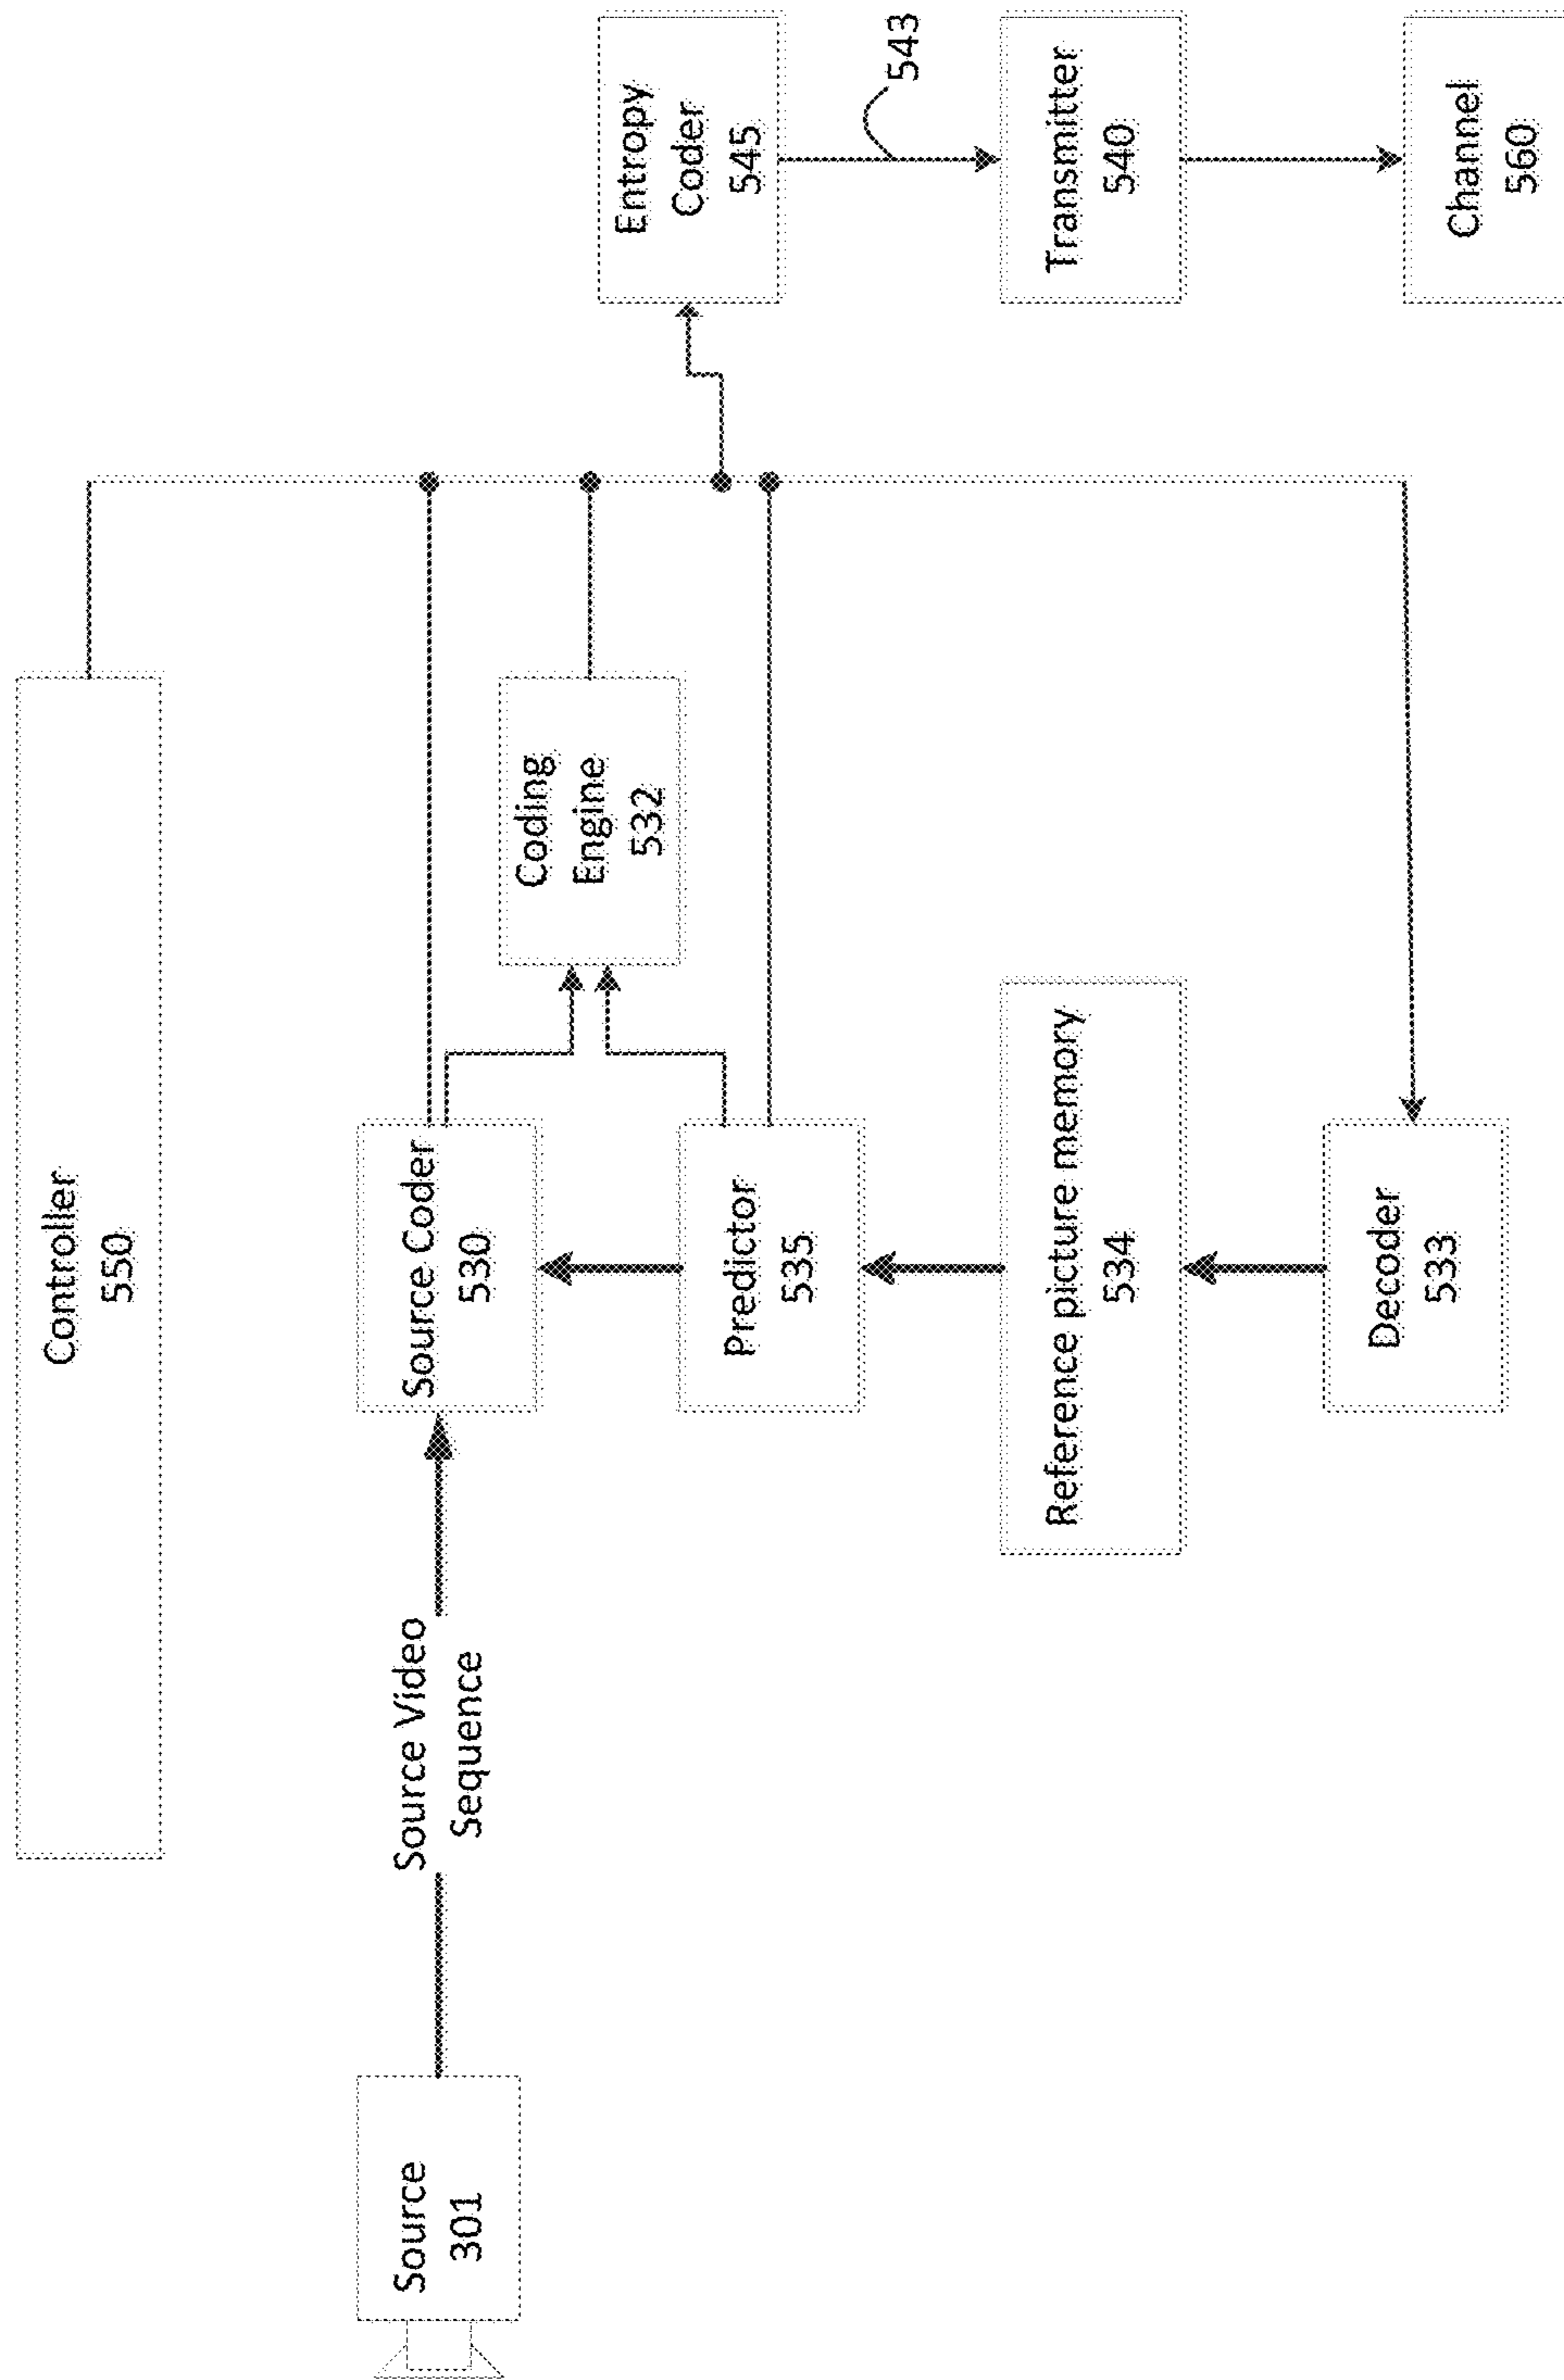 Controller
550
Source
301
Source Video
Sequence
Source Coder
530
Coding
Engine
532
Predictor
535
Entropy
Coder
545
543
Reference picture memory
534
Transmitter
540
Decoder
533
Channel
560